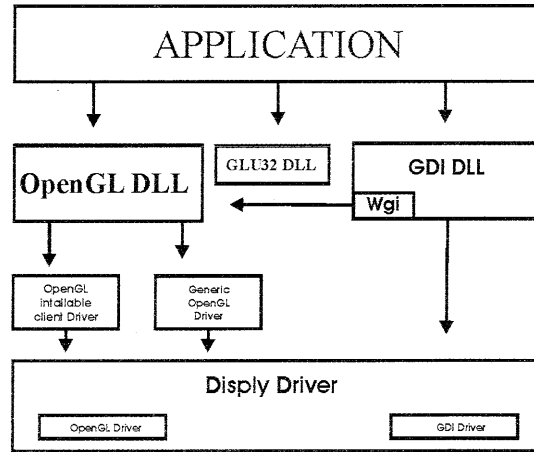 APPLICATION
OpenGL DLL
GLU32 DLL
GDI DLL
Wgi
OpenGL
intallable
client Driver
Generic
OpenGL
Driver
Disply Driver
OpenGL Driver
GDI Driver